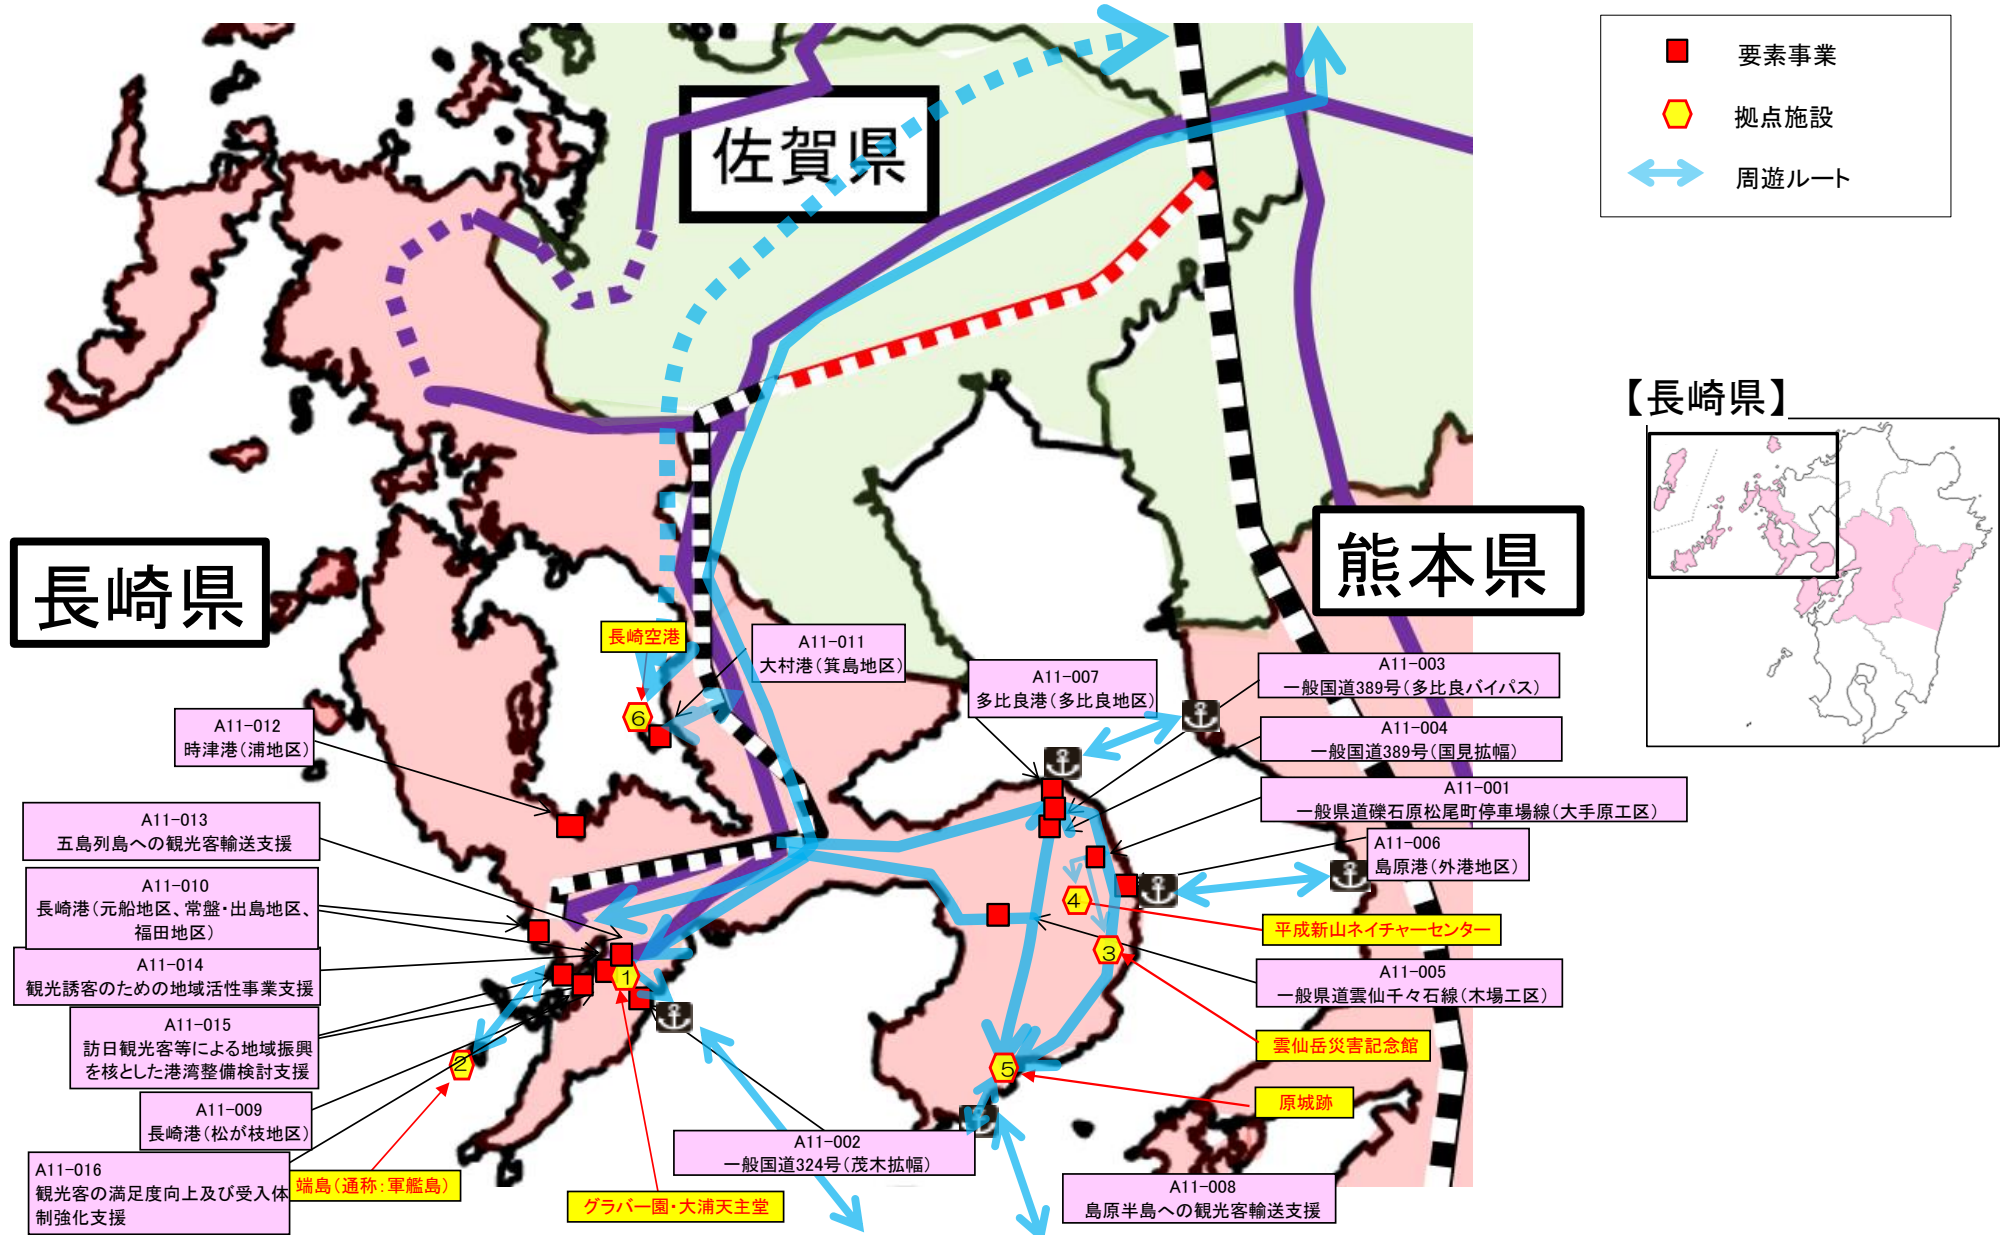 要素事業
拠点施設
周遊ルート
佐賀県
【長崎県】
長崎県
熊本県
長崎空港
A11-011
大村港(箕島地区)
A11-007
多比良港(多比良地区)
A11-003
一般国道389号(多比良バイパス)
A11-004
一般国道389号(国見拡幅)
A11-001
一般県道礫石原松尾町停車場線(大手原工区)
A11-006
島原港(外港地区)
平成新山ネイチャーセンター
A11-005
一般県道雲仙千々石線(木場工区)
雲仙岳災害記念館
原城跡
A11-008
島原半島への観光客輸送支援
A11-002
一般国道324号(茂木拡幅)
グラバー園・大浦天主堂
端島(通称:軍艦島)
A11-012
時津港(浦地区)
A11-013
五島列島への観光客輸送支援
A11-010
長崎港(元船地区、常盤・出島地区、
福田地区)
A11-014
観光誘客のための地域活性事業支援
A11-015
訪日観光客等による地域振興
を核とした港湾整備検討支援
A11-009
長崎港(松が枝地区)
A11-016
観光客の満足度向上及び受入体
制強化支援
6
4
3
1
2
5